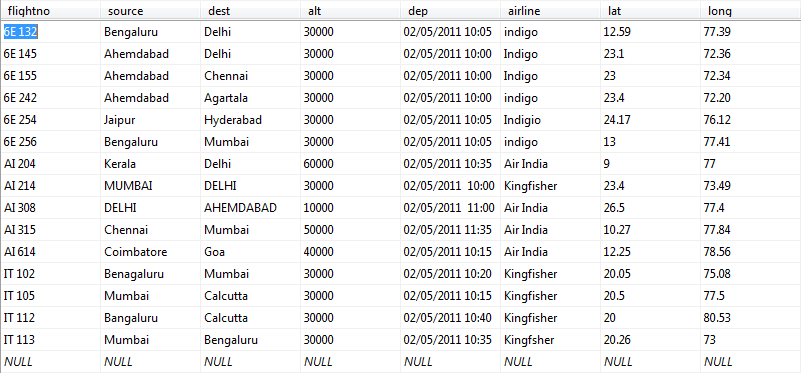 flightno source dest alt dep airline lat long
6E 132 Bengaluru Delhi 30000 02/05/2011 10:05 indigo 12.59 77.39
6E 145 Ahemdabad Delhi 30000 02/05/2011 10:00 Indigo 23.1 72.36
6E 155 Ahemdabad Chennai 30000 02/05/2011 10:00 Indigo 23 72.34
6E 242 Ahemdabad Agartala 30000 02/05/2011 10:00 indigo 23.4 72.20
6E 254 Jaipur Hyderabad 30000 02/05/2011 10:05 Indigio 24.17 76.12
6E 256 Bengaluru Mumbai 30000 02/05/2011 10:05 indigo 13 77.41
AI 204 Kerala Delhi 60000 02/05/2011 10:35 Air India 9 77
AI 214 MUMBAI DELHI 30000 02/05/2011 10:00 Kingfisher 23.4 73.49
AI 308 DELHI AHEMDABAD 10000 02/05/2011 11:00 Air India 26.5 77.4
AI 315 Chennai Mumbai 50000 02/05/2011 11:35 Air India 10.27 77.84
AI 614 Coimbatore Goa 40000 02/05/2011 10:15 Air India 12.25 78.56
IT 102 Benagaluru Mumbai 30000 02/05/2011 10:20 Kingfisher 20.05 75.08
IT 105 Mumbai Calcutta 30000 02/05/2011 10:15 Kingfisher 20.5 77.5
IT 112 Bangaluru Calcutta 30000 02/05/2011 10:40 Kingfisher 20 80.53
IT 113 Mumbai Bengaluru 30000 02/05/2011 10:35 Kingfsher 20.26 73
NULL NULL NULL NULL NULL NULL NULL NULL